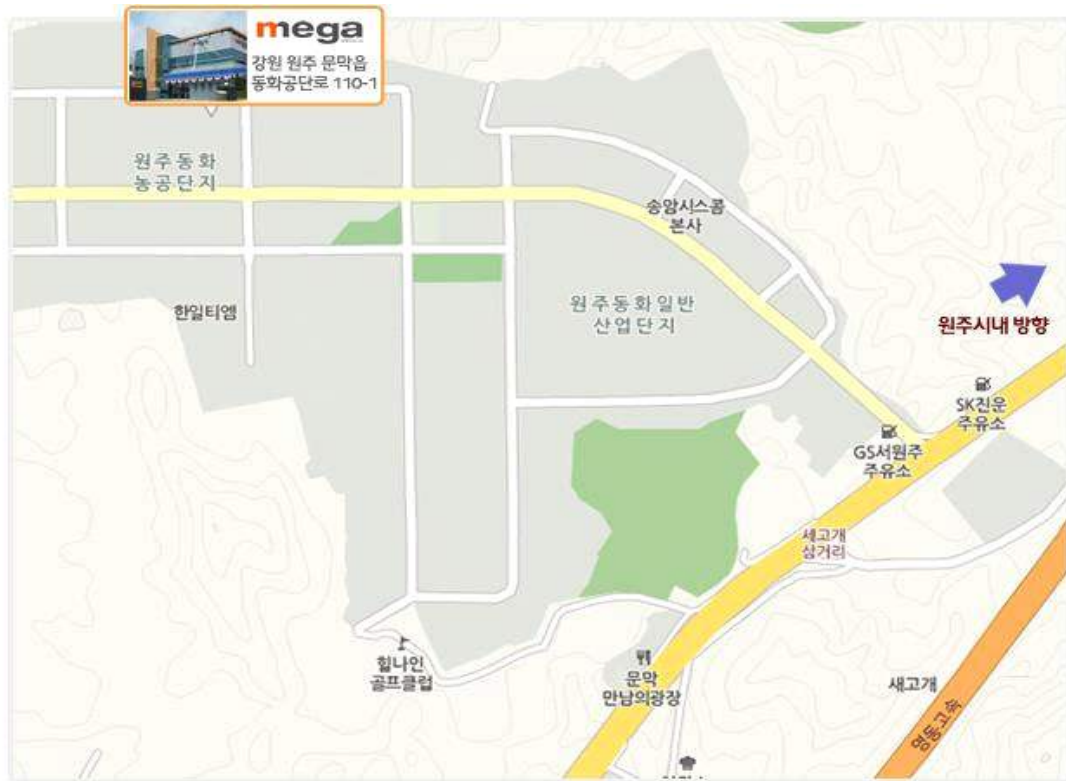 mega
강원 원주 문막읍
동화공단로 110-1
원주동화
농공단지
송암시스콤
본사
한일티엠
원주동화일반
산업단지
원주시내 방향
SK진운
주유소
GS서원주
주유소
세고개
삼거리
힐나인
골프클럽
문막
만남의광장
새고개
영동고속